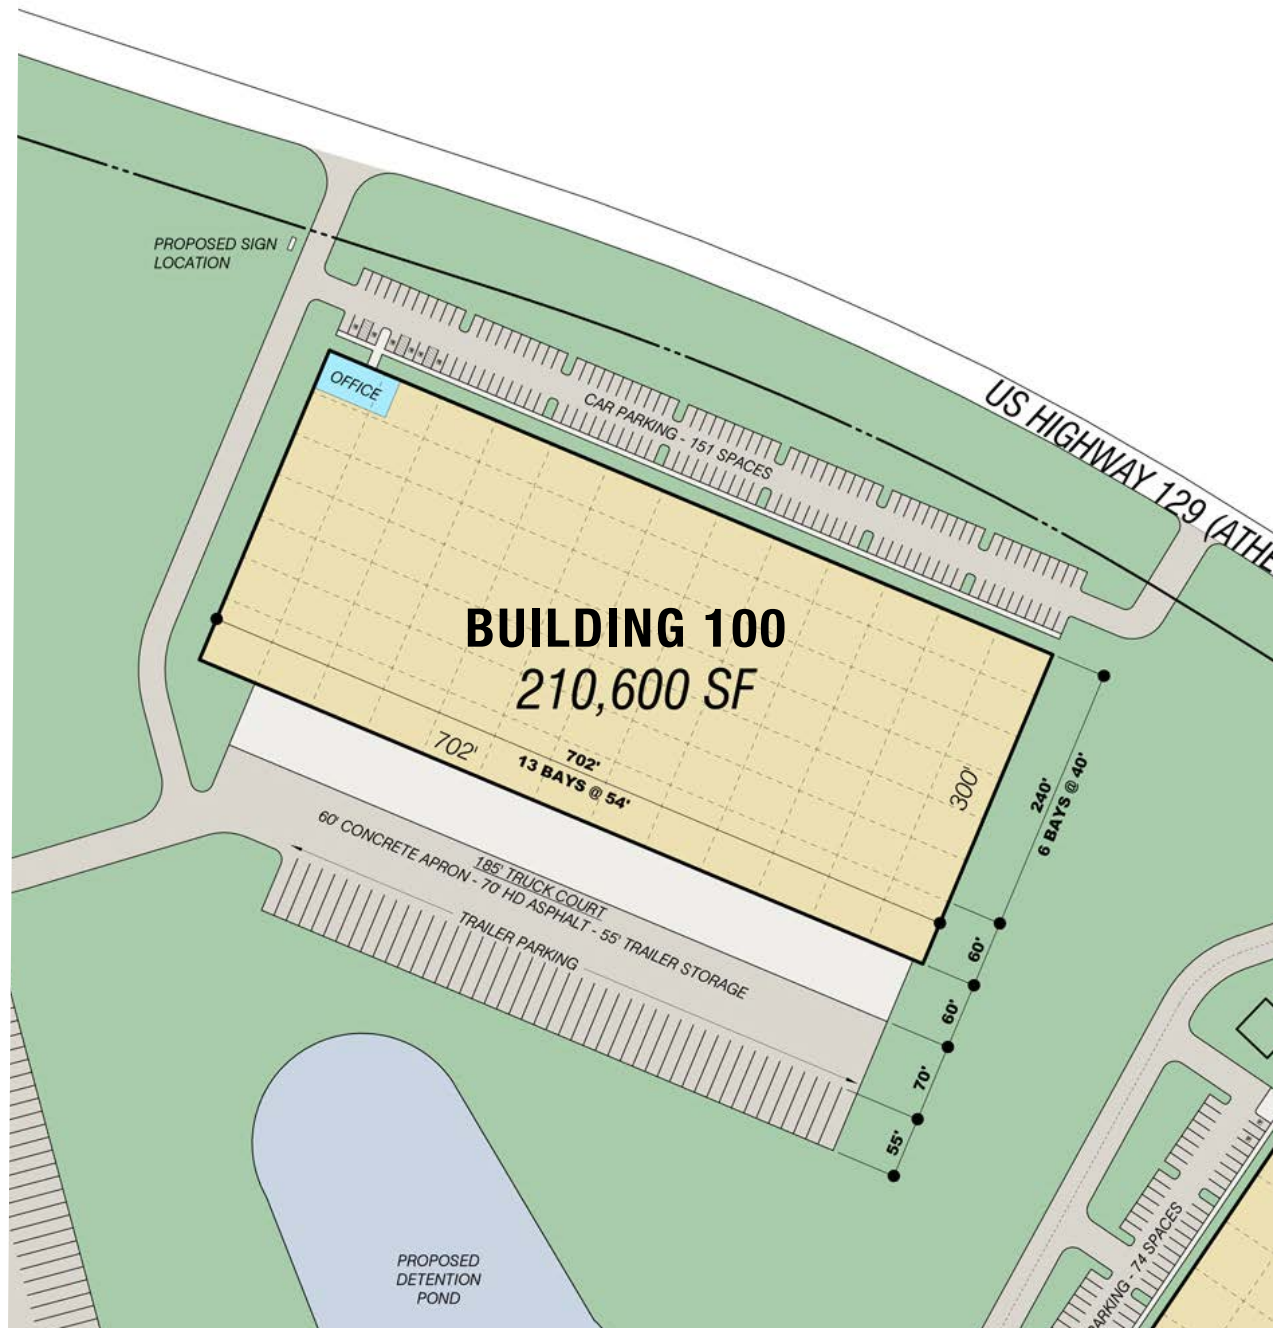 PROPOSED SIGN
LOCATION
OFFICE
CAR PARKING - 151 SPACES
US HIGHWAY 129 (ATHE
BUILDING 100
210,600 SF
702'
702'
13 BAYS @ 54'
300'
240'
6 BAYS @ 40'
60'
60'
70'
55'
185' TRUCK COURT
60' CONCRETE APRON - 70' HD ASPHALT - 55' TRAILER STORAGE
TRAILER PARKING
PROPOSED
DETENTION
POND
ARKING - 74 SPACES